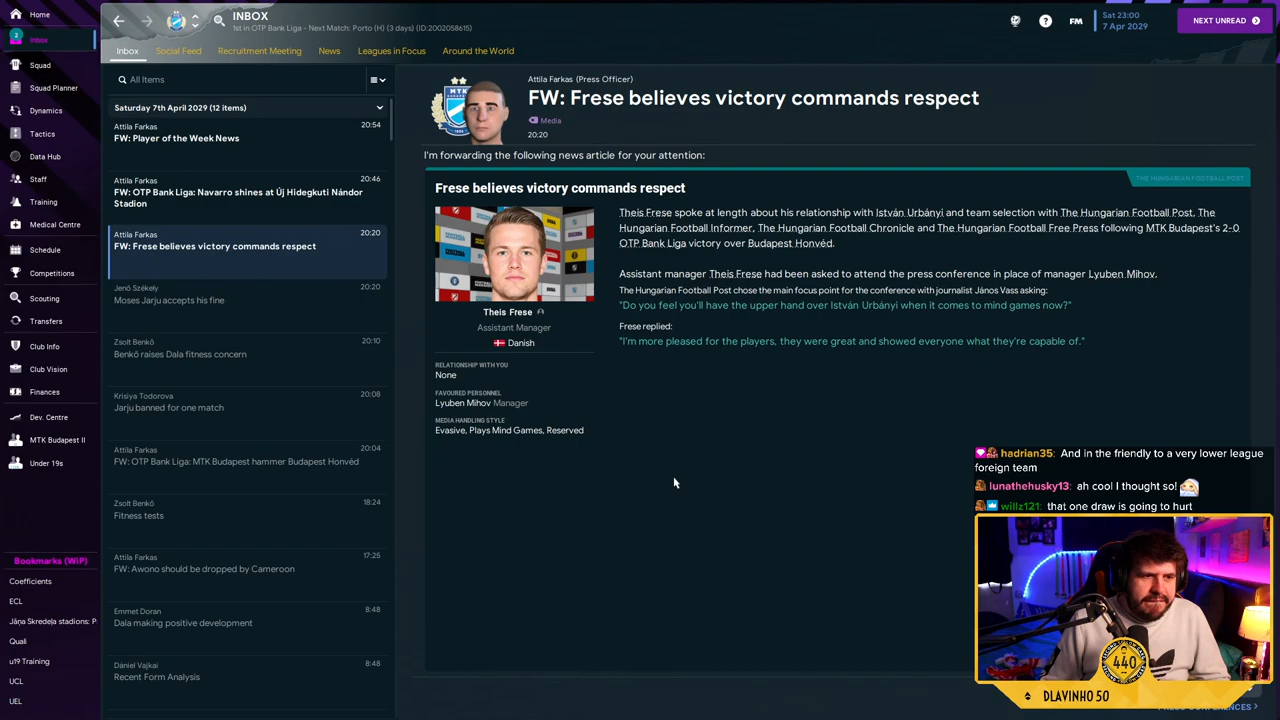 Home
INBOX
1st in OTP Bank Liga - Next Match: Porto (H) (3 days) (ID:2002058615)
FM
Sat 23:00
7 Apr 2029
NEXT UNREAD
2
Inbox
Squad
Squad Planner
Dynamics
Tactics
Data Hub
Staff
Training
Medical Centre
Schedule
Competitions
Scouting
Transfers
Club Info
Club Vision
Finances
Dev. Centre
MTK Budapest II
Under 19s
Bookmarks (WiP)
Coefficients
ECL
Jāņa Skredeļa stadions: P
Quali
u19 Training
UCL
UEL
Inbox
Social Feed
Recruitment Meeting
News
Leagues in Focus
Around the World
All Items
Saturday 7th April 2029 (12 items)
Attila Farkas
20:54
FW: Player of the Week News
Attila Farkas
20:46
FW: OTP Bank Liga: Navarro shines at Új Hidegkuti Nándor
Stadion
Attila Farkas
20:20
FW: Frese believes victory commands respect
Jenő Székely
20:20
Moses Jarju accepts his fine
Zsolt Benkő
20:10
Benkő raises Dala fitness concern
Krisiya Todorova
20:08
Jarju banned for one match
Attila Farkas
20:04
FW: OTP Bank Liga: MTK Budapest hammer Budapest Honvéd
Zsolt Benkő
18:24
Fitness tests
Attila Farkas
17:25
FW: Awono should be dropped by Cameroon
Emmet Doran
8:48
Dala making positive development
Dániel Vajkai
8:48
Recent Form Analysis
MTK
Attila Farkas (Press Officer)
FW: Frese believes victory commands respect
Media
20:20
I'm forwarding the following news article for your attention:
Frese believes victory commands respect
THE HUNGARIAN FOOTBALL POST
Theis Frese
Assistant Manager
Danish
RELATIONSHIP WITH YOU
None
FAVOURED PERSONNEL
Lyuben Mihov Manager
MEDIA HANDLING STYLE
Evasive, Plays Mind Games, Reserved
Theis Frese spoke at length about his relationship with István Urbányi and team selection with The Hungarian Football Post, The
Hungarian Football Informer, The Hungarian Football Chronicle and The Hungarian Football Free Press following MTK Budapest's 2-0
OTP Bank Liga victory over Budapest Honvéd.
Assistant manager Theis Frese had been asked to attend the press conference in place of manager Lyuben Mihov.
The Hungarian Football Post chose the main focus point for the conference with journalist János Vass asking:
"Do you feel you'll have the upper hand over István Urbányi when it comes to mind games now?"
Frese replied:
"I'm more pleased for the players, they were great and showed everyone what they're capable of."
hadrian35: And in the friendly to a very lower league
foreign team
lunathehusky13: ah cool I thought so!
willz121: that one draw is going to hurt
440
DLAVINHO 50
PRESS CONFERENCES >